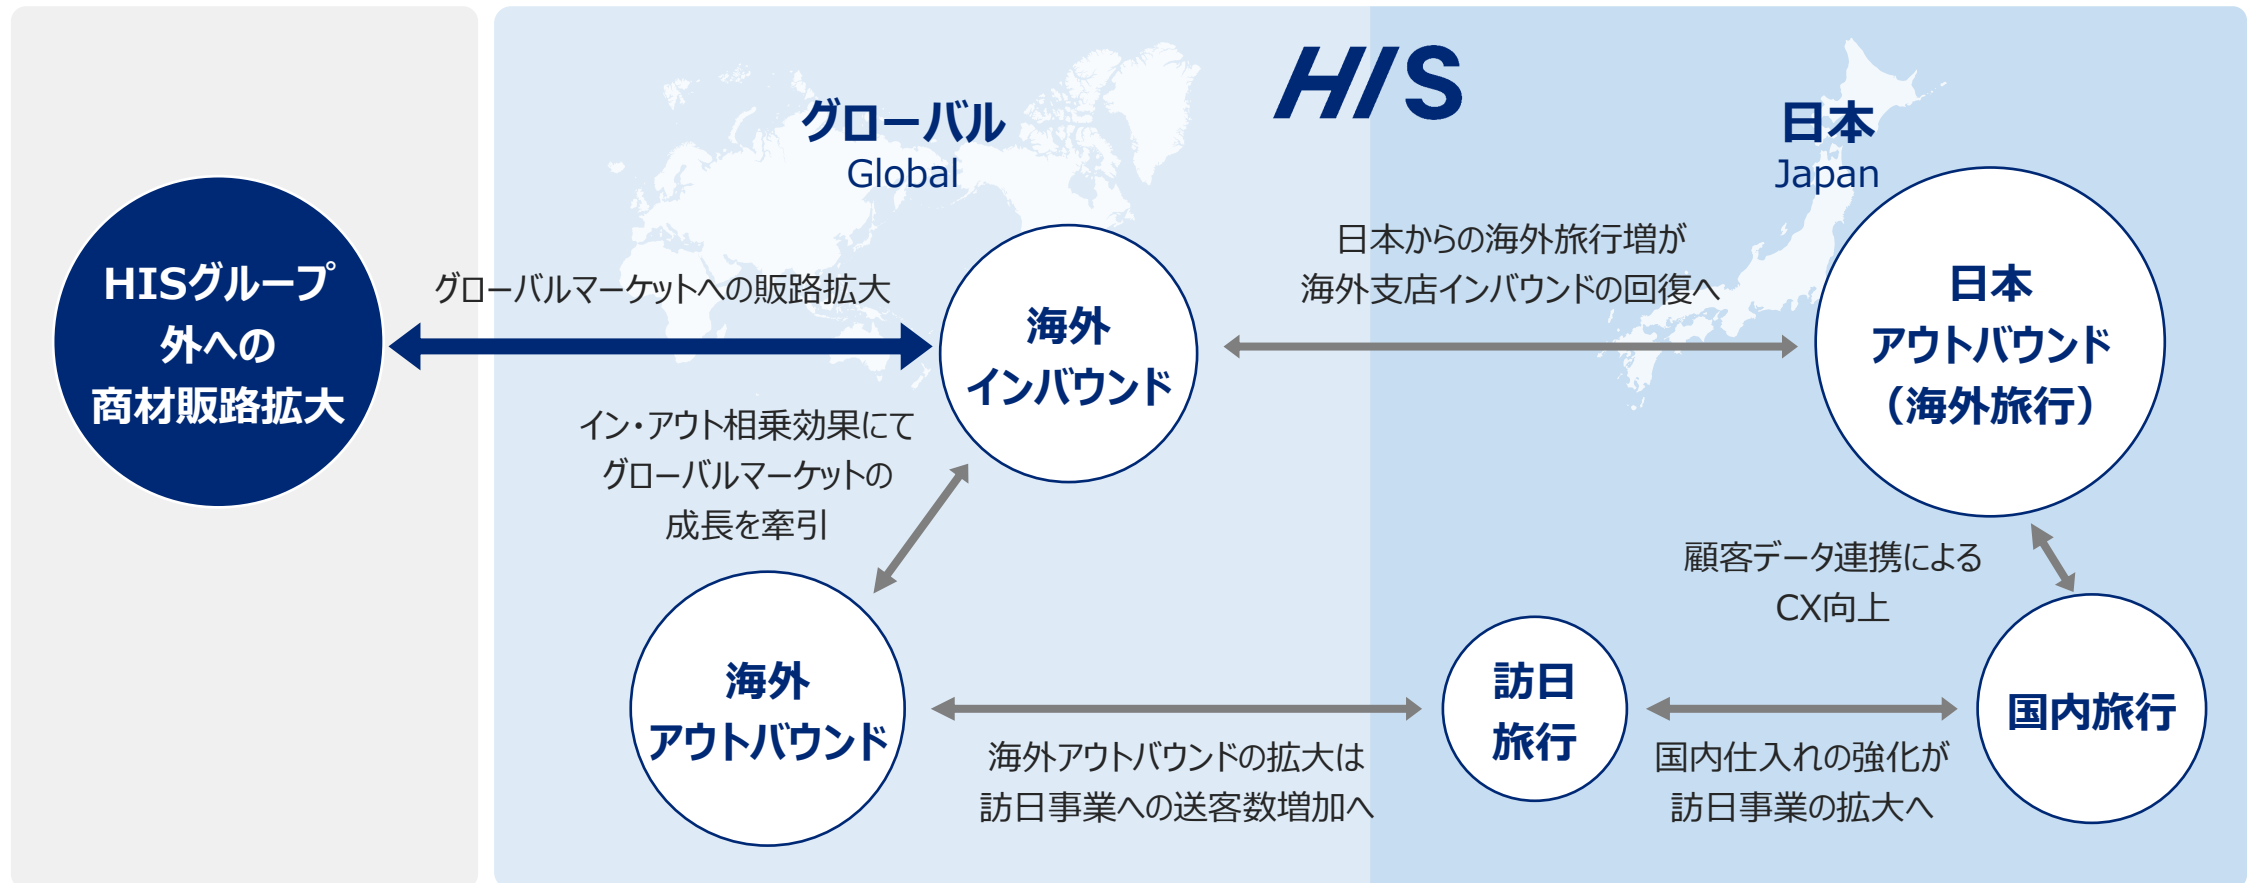 HIS
グローバル
Global
日本
Japan
HISグループ
外への
商材販路拡大
グローバルマーケットへの販路拡大
海外
インバウンド
日本からの海外旅行増が
海外支店インバウンドの回復へ
日本
アウトバウンド
（海外旅行）
イン・アウト相乗効果にて
グローバルマーケットの
成長を牽引
顧客データ連携による
CX向上
海外
アウトバウンド
海外アウトバウンドの拡大は
訪日事業への送客数増加へ
訪日
旅行
国内仕入れの強化が
訪日事業の拡大へ
国内旅行